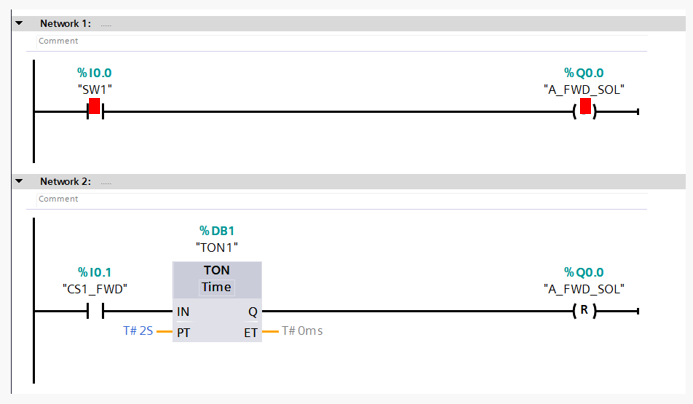 Network 1:
Comment
%I0.0
"SW1"
%Q0.0
"A_FWD_SOL"
Network 2:
Comment
%DB1
"TON1"
%I0.1
"CS1_FWD"
TON
Time
%Q0.0
"A_FWD_SOL"
IN Q
R
T# 2S PT ET T# 0ms